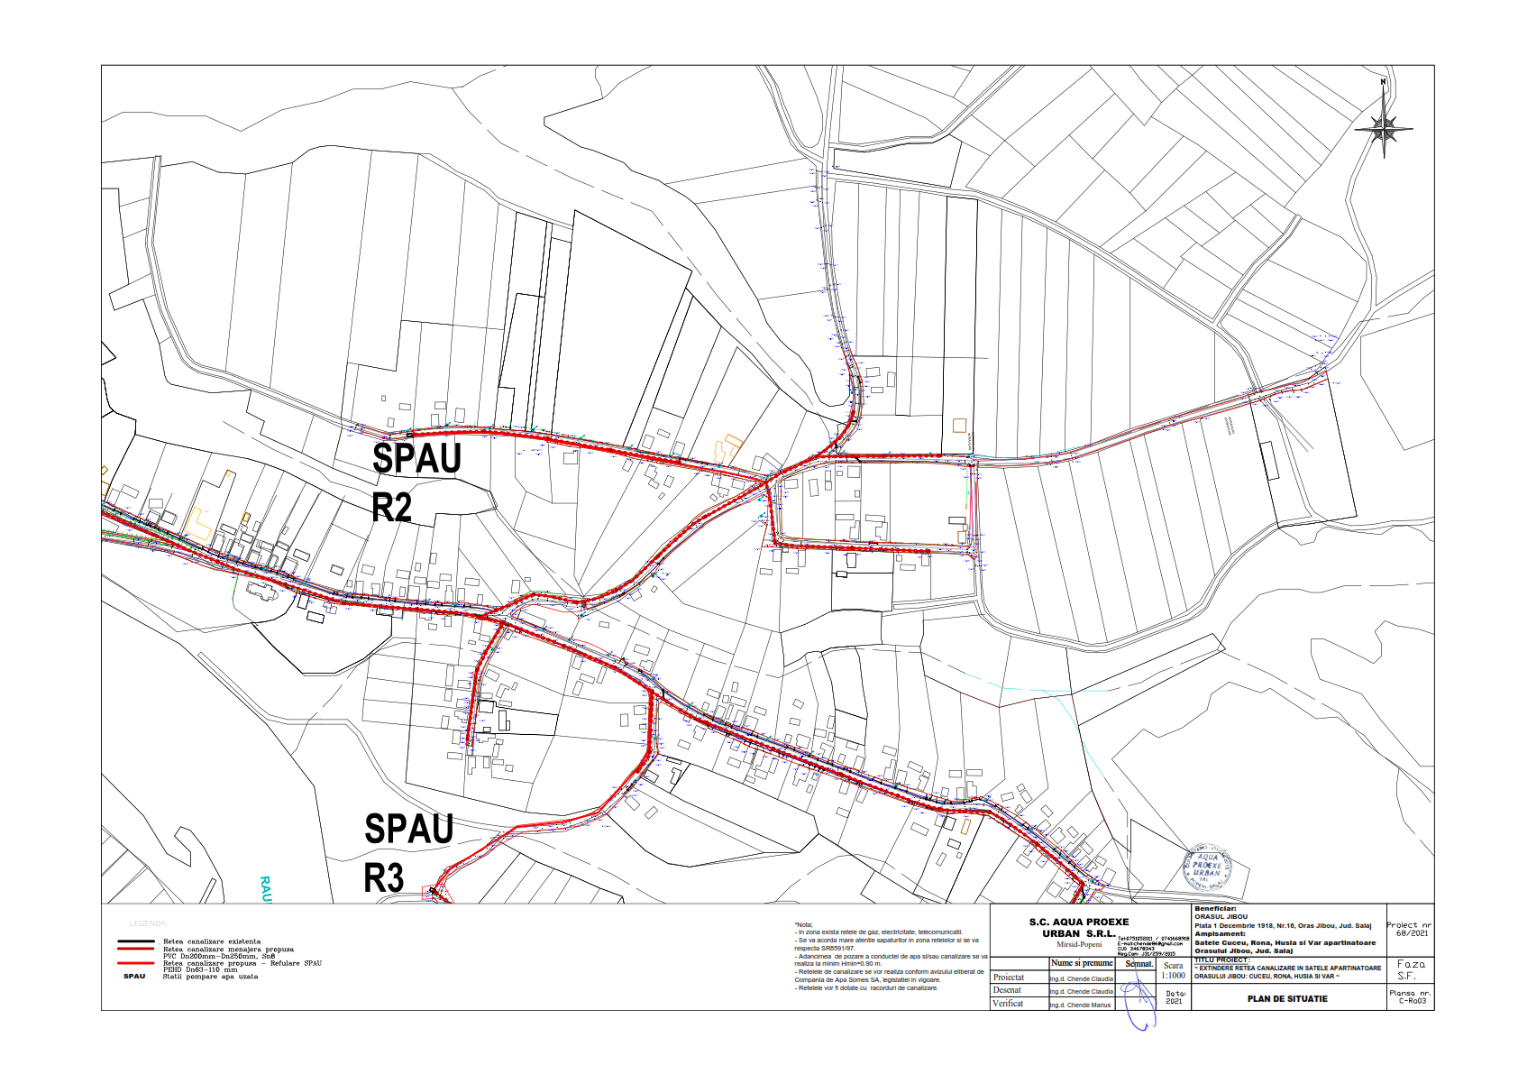 N
SPAU
R2
SPAU
R3
RAU
AQUA
PROEXE
URBAN
SRL
LEGENDA:
Retea canalizare existenta
Retea canalizare menajera propusa
PVC Dn200mm-Dn250mm, Sn8
Retea canalizare propusa - Refulare SPAU
PEHD Dn63-110 mm
SPAU Statii pompare apa uzata
*Nota;
- In zona exista retele de gaz, electricitate, telecomunicatii.
- Se va acorda mare atentie sapaturilor in zona retelelor si se va
respecta SR8591/97.
- Adancimea de pozare a conductei de apa si/sau canalizare se va
realiza la minim Hmin=0.90 m.
- Retelele de canalizare se vor realiza conform avizului eliberat de
Compania de Apa Somes SA, legislatiei in vigoare.
- Retelele vor fi dotate cu racorduri de canalizare.
S.C. AQUA PROEXE
URBAN S.R.L.
Mirsid-Popeni
Nume si prenume
Semnat.
Scara
1:1000
Proiectat
ing.d. Chende Claudia
Desenat
ing.d. Chende Claudia
Verificat
ing.d. Chende Marius
Data:
2021
Beneficiar:
ORASUL JIBOU
Piata 1 Decembrie 1918, Nr.16, Oras Jibou, Jud. Salaj
Amplsament:
Satele Cuceu, Rona, Husia si Var apartinatoare
Orasului Jibou, Jud. Salaj
TITLU PROIECT:
~ EXTINDERE RETEA CANALIZARE IN SATELE APARTINATOARE
ORASULUI JIBOU: CUCEU, RONA, HUSIA SI VAR ~
PLAN DE SITUATIE
Proiect nr
68/2021
Faza
S.F.
Plansa nr.
C-Ro03